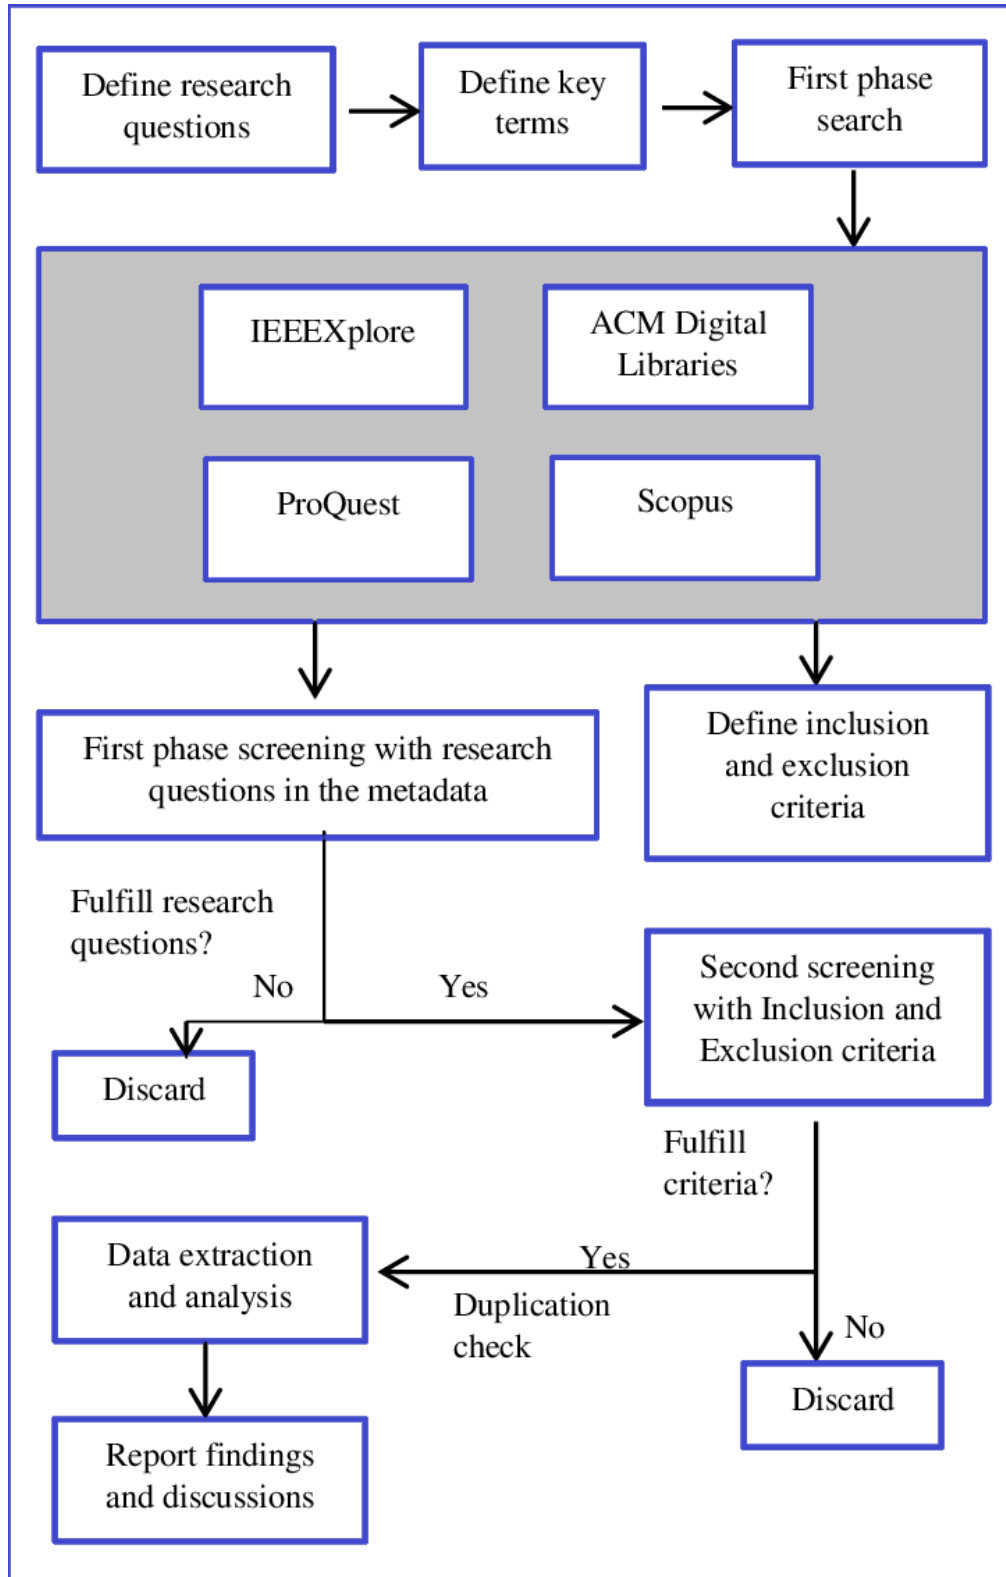 Define research
questions
Define key
terms
First phase
search
IEEEXplore
ACM Digital
Libraries
ProQuest
Scopus
First phase screening with research
questions in the metadata
Define inclusion
and exclusion
criteria
Fulfill research
questions?
No
Yes
Second screening
with Inclusion and
Exclusion criteria
Discard
Fulfill
criteria?
Data extraction
and analysis
Yes
Duplication
check
No
Discard
Report findings
and discussions